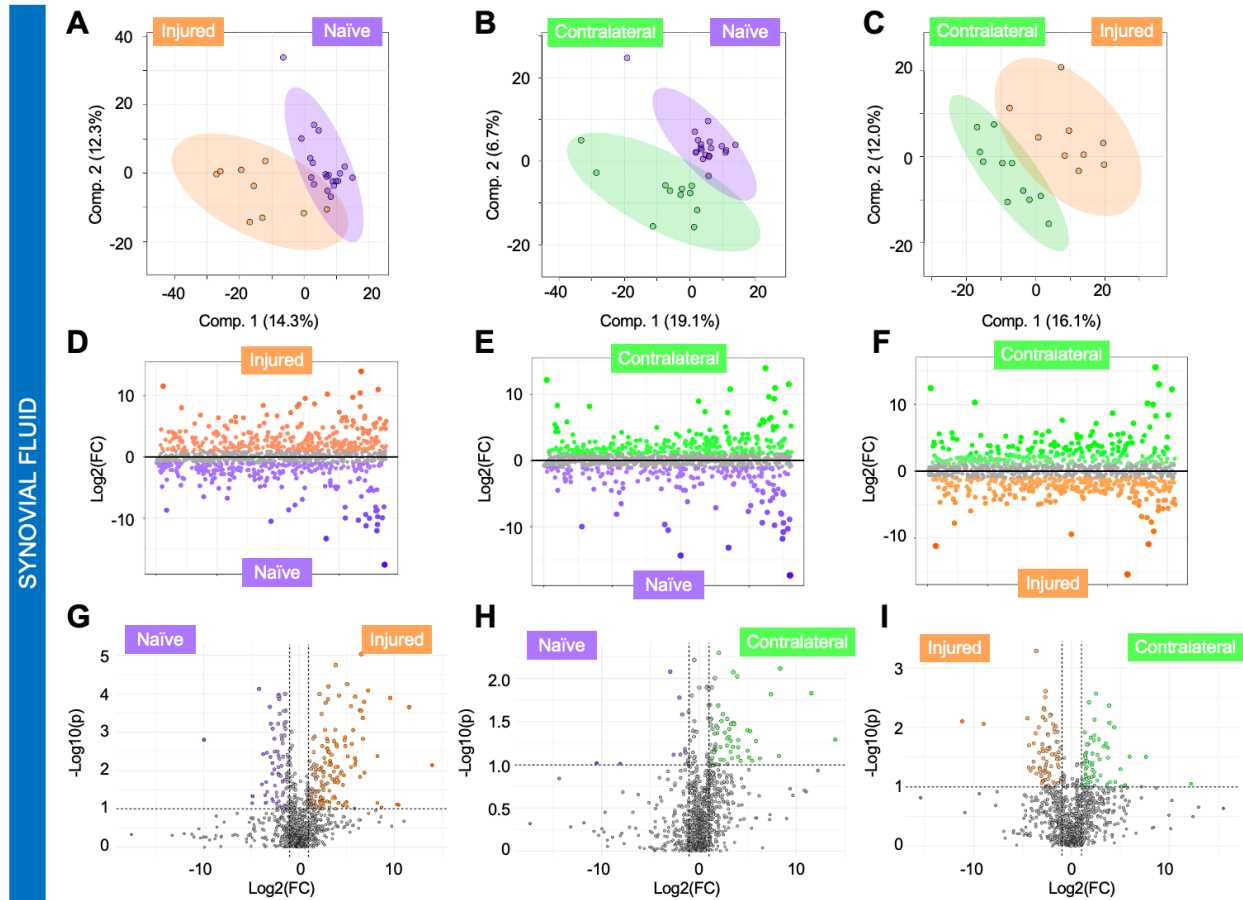 SYNOVIAL FLUID
A
Injured
Naïve
40
20
0
-20
Comp. 2 (12.3%)
-40
-20
0
20
Comp. 1 (14.3%)
B
Contralateral
Naïve
20
0
-20
Comp. 2 (6.7%)
-40
-20
0
20
Comp. 1 (19.1%)
C
Contralateral
Injured
20
0
-20
Comp. 2 (12.0%)
-40
-20
0
20
40
Comp. 1 (16.1%)
D
Injured
10
0
-10
Log2(FC)
Naïve
E
Contralateral
10
0
-10
Log2(FC)
Naïve
F
Contralateral
10
0
-10
Log2(FC)
Injured
G
Naïve
Injured
5
4
3
2
1
0
-Log10(p)
-10
0
10
Log2(FC)
H
Naïve
Contralateral
2.0
1.5
1.0
0.5
0
-Log10(p)
-10
0
10
Log2(FC)
I
Injured
Contralateral
3
2
1
0
-Log10(p)
-10
0
10
Log2(FC)